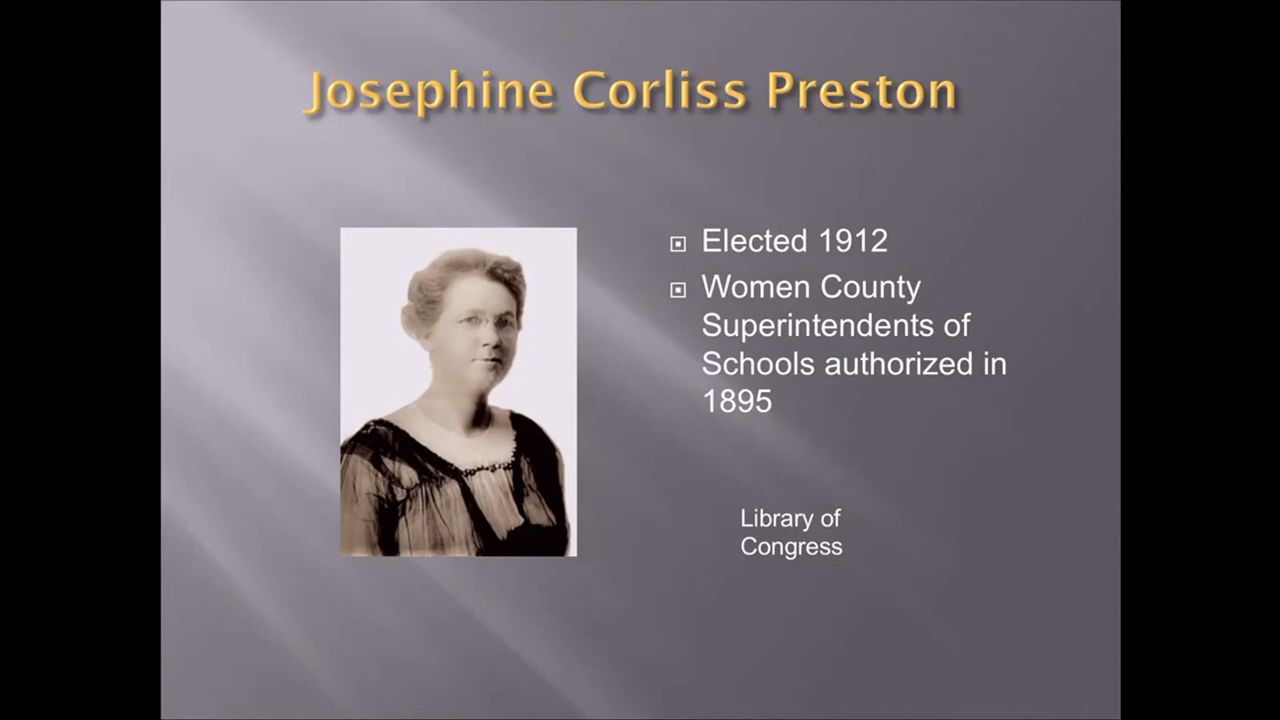 Josephine Corliss Preston
Elected 1912
Women County
Superintendents of
Schools authorized in
1895
Library of
Congress